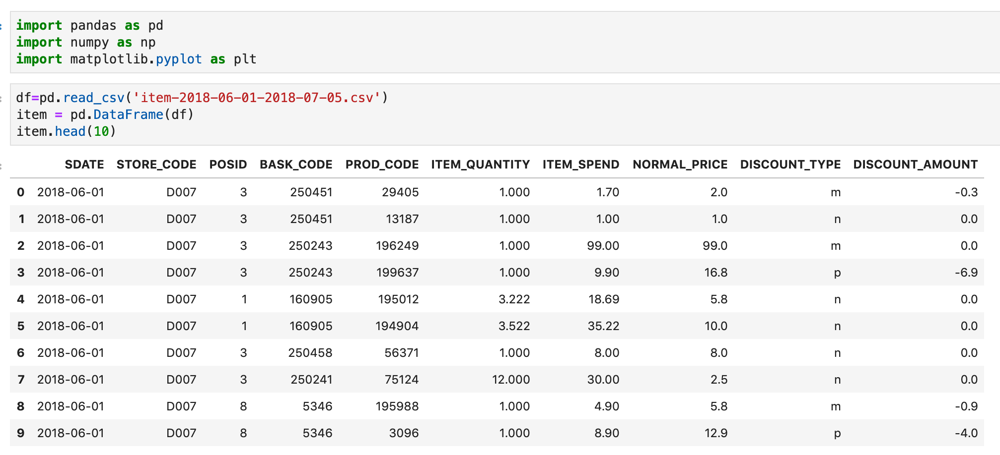 import pandas as pd
import numpy as np
import matplotlib.pyplot as plt
df=pd.read_csv('item-2018-06-01-2018-07-05.csv')
item = pd.DataFrame(df)
item.head(10)
SDATE STORE_CODE POSID BASK_CODE PROD_CODE ITEM_QUANTITY ITEM_SPEND NORMAL_PRICE DISCOUNT_TYPE DISCOUNT_AMOUNT
0 2018-06-01 D007 3 250451 29405 1.000 1.70 2.0 m -0.3
1 2018-06-01 D007 3 250451 13187 1.000 1.00 1.0 n 0.0
2 2018-06-01 D007 3 250243 196249 1.000 99.00 99.0 m 0.0
3 2018-06-01 D007 3 250243 199637 1.000 9.90 16.8 p -6.9
4 2018-06-01 D007 1 160905 195012 3.222 18.69 5.8 n 0.0
5 2018-06-01 D007 1 160905 194904 3.522 35.22 10.0 n 0.0
6 2018-06-01 D007 3 250458 56371 1.000 8.00 8.0 n 0.0
7 2018-06-01 D007 3 250241 75124 12.000 30.00 2.5 n 0.0
8 2018-06-01 D007 8 5346 195988 1.000 4.90 5.8 m -0.9
9 2018-06-01 D007 8 5346 3096 1.000 8.90 12.9 p -4.0